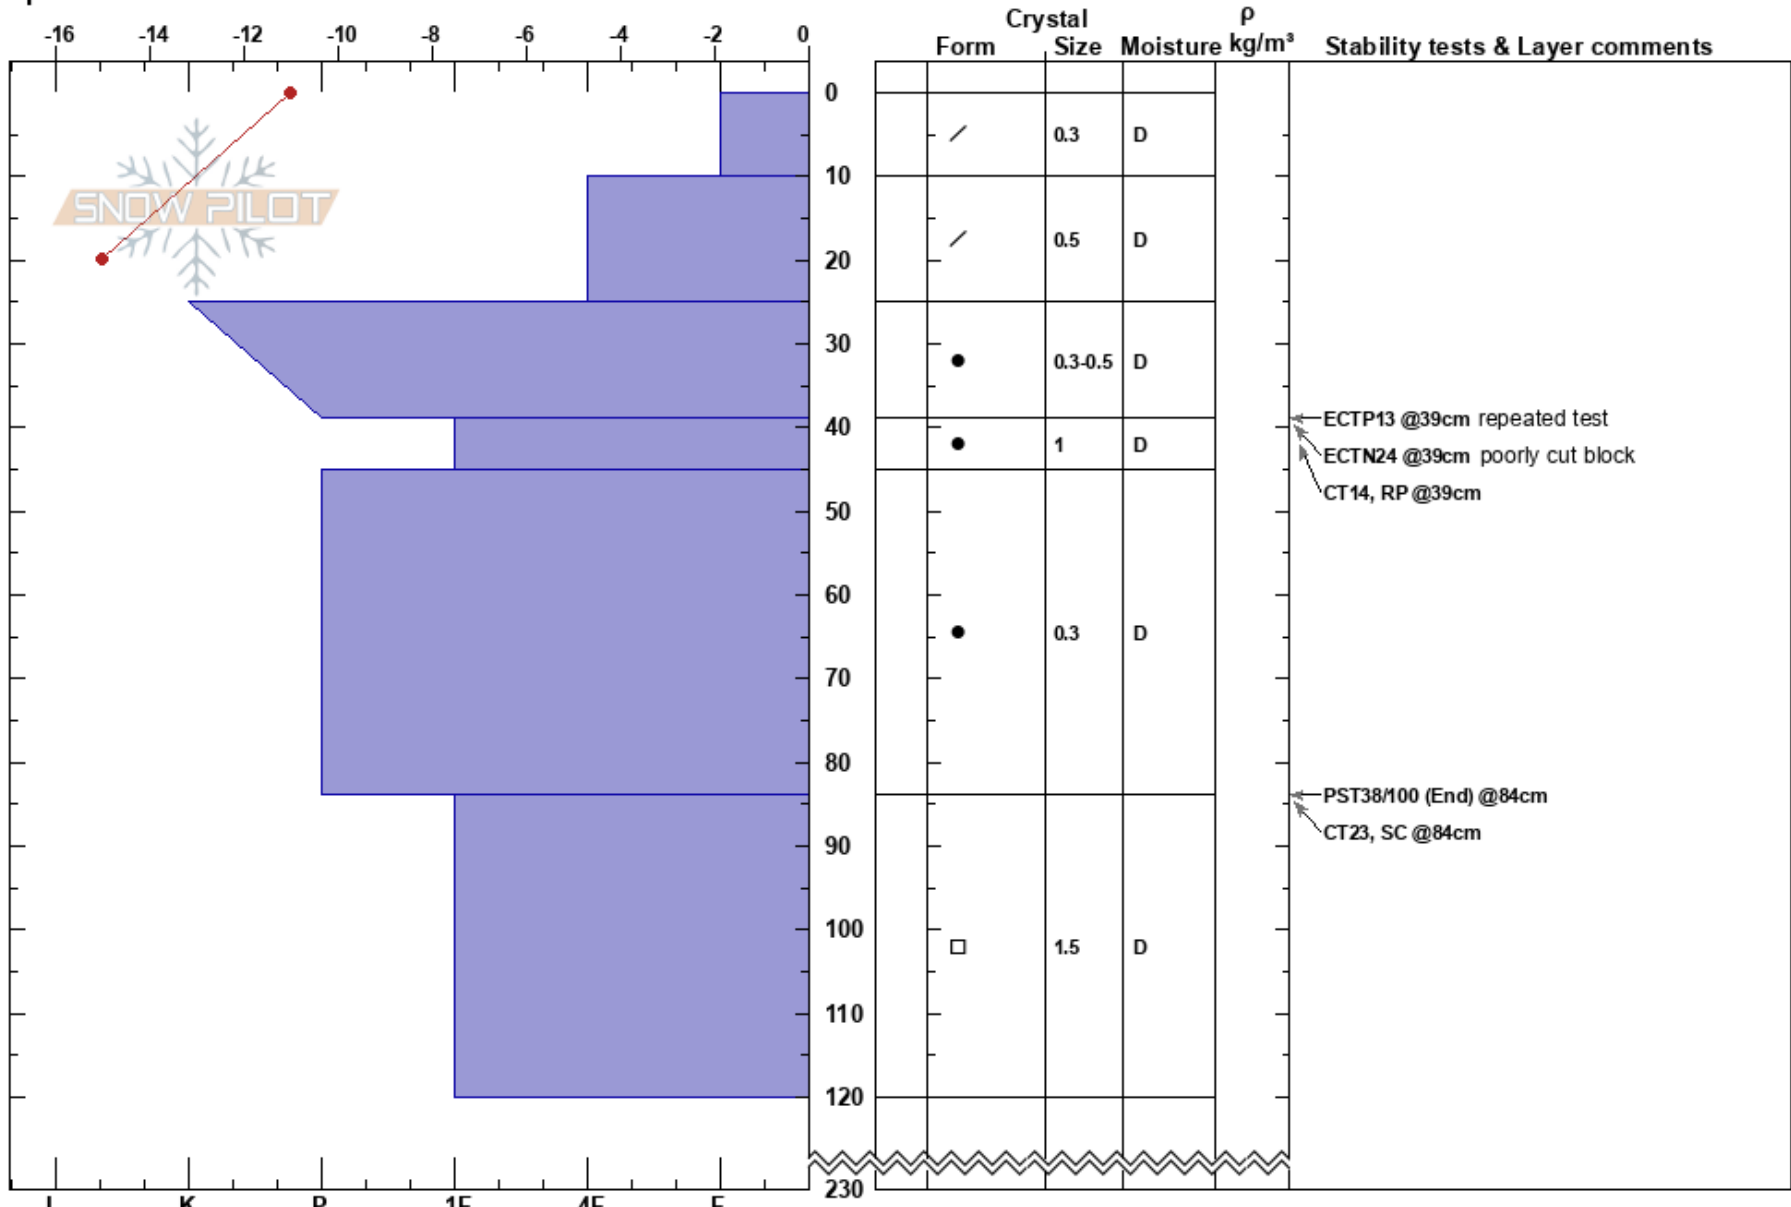 Crystal ρ
-16 -14 -12 -10 -8 -6 -4 -2 0 Form Size Moisture kg/m³ Stability tests & Layer comments
0
0.3 D
10
SNOW PILOT
0.5 D
20
30
0.3-0.5 D
ECTP13 @39cm repeated test
40
1 D
ECTN24 @39cm poorly cut block
CT14, RP @39cm
50
60
0.3 D
70
80
PST38/100 (End) @84cm
CT23, SC @84cm
90
100
1.5 D
110
120
230
I K P 1F 4F F